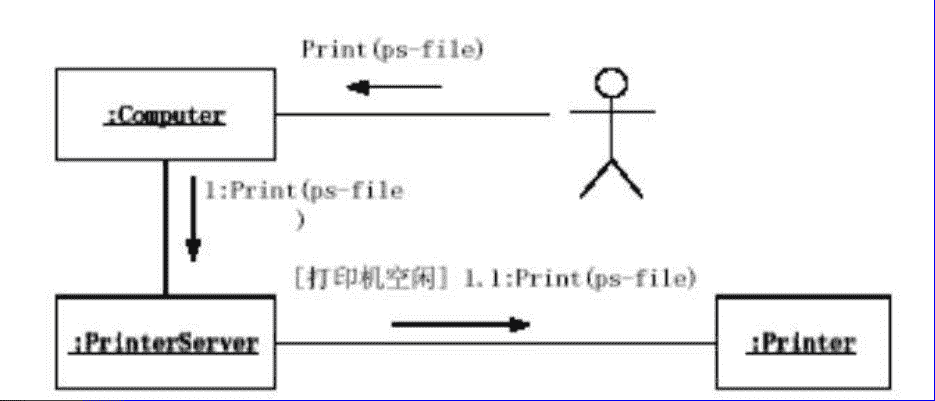 Print(ps-file)
:Computer
1:Print(ps-file
)
[打印机空闲] 1.1:Print(ps-file)
:PrinterServer
:Printer